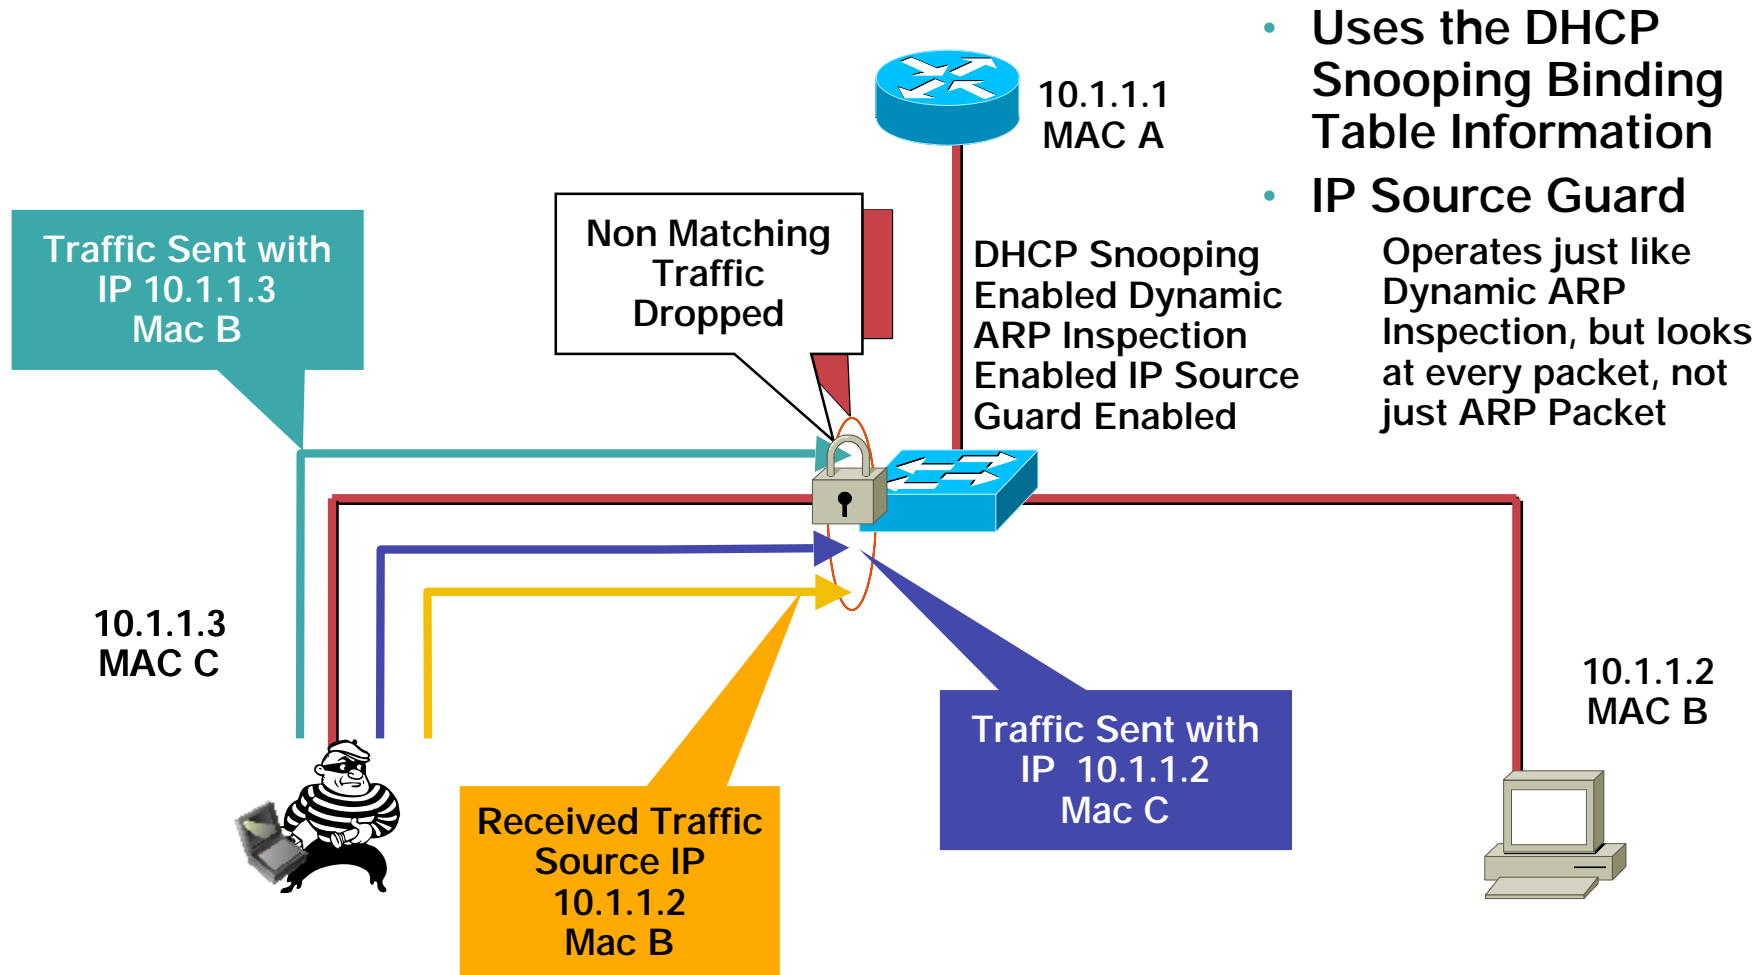 • Uses the DHCP
Snooping Binding
Table Information
• IP Source Guard
Operates just like
Dynamic ARP
Inspection, but looks
at every packet, not
just ARP Packet
10.1.1.1
MAC A
Traffic Sent with
IP 10.1.1.3
Mac B
Non Matching
Traffic
Dropped
DHCP Snooping
Enabled Dynamic
ARP Inspection
Enabled IP Source
Guard Enabled
10.1.1.3
MAC C
10.1.1.2
MAC B
Traffic Sent with
IP 10.1.1.2
Mac C
Received Traffic
Source IP
10.1.1.2
Mac B